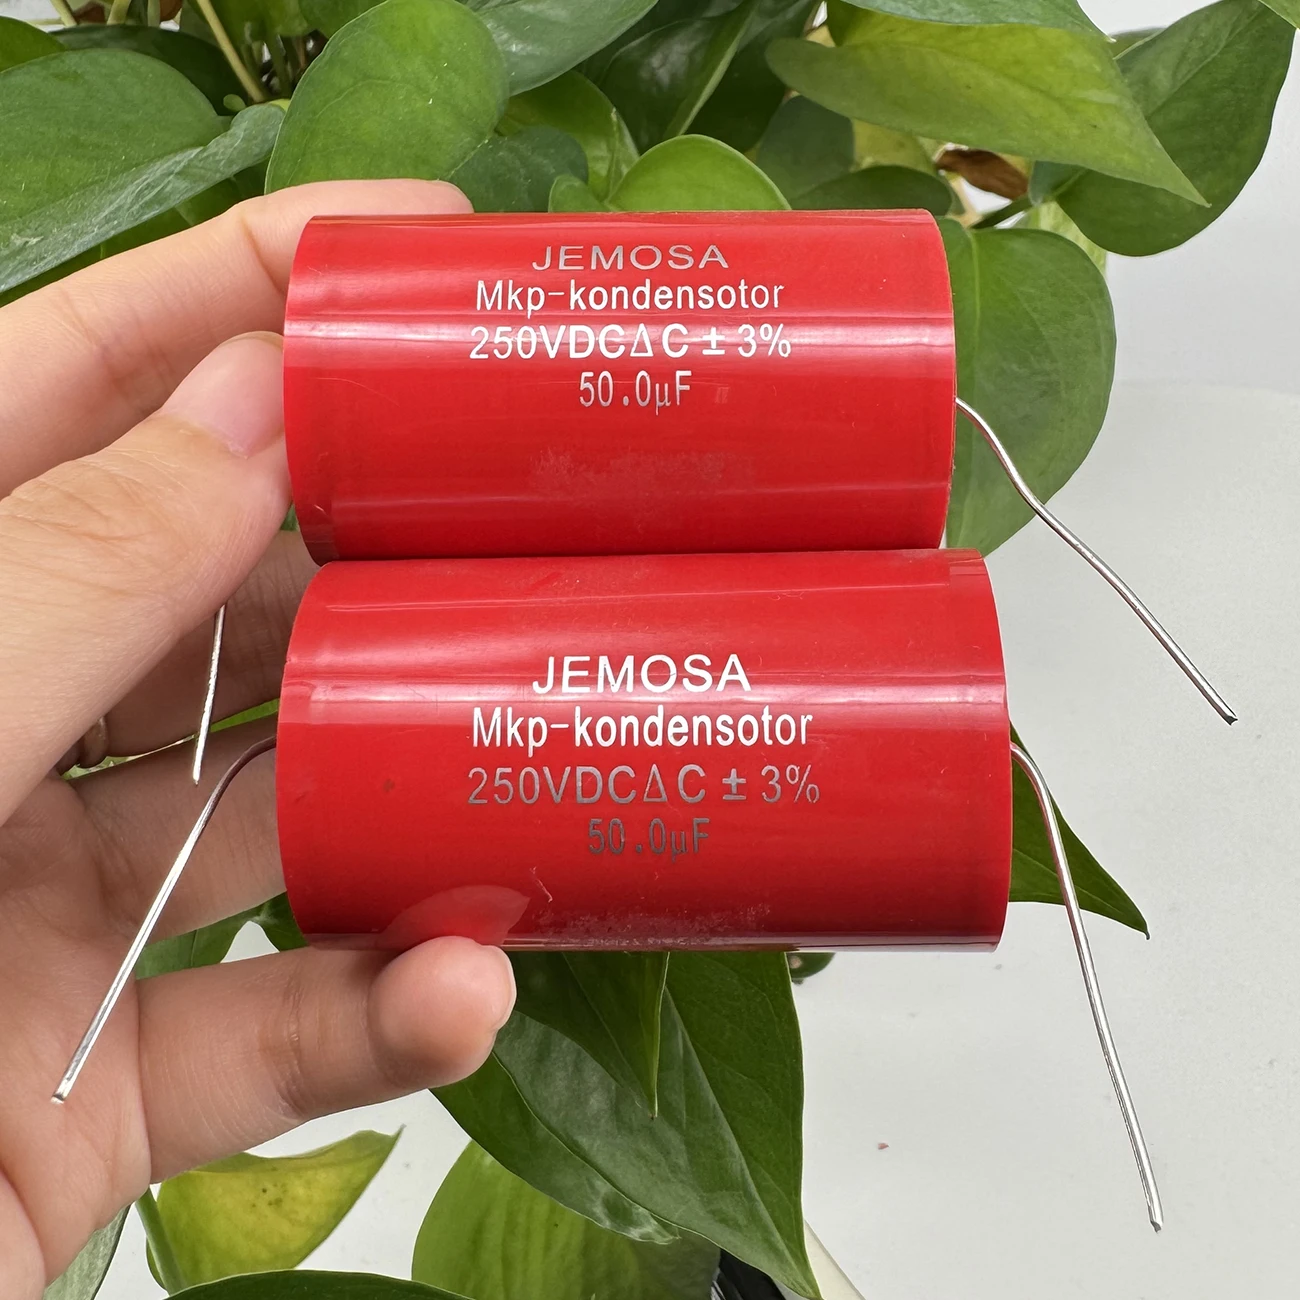 JEMOSA
Mkp-kondensotor
250VDCΔC ± 3%
50.0µF
JEMOSA
Mkp-kondensotor
250VDCΔC ± 3%
50.0µF